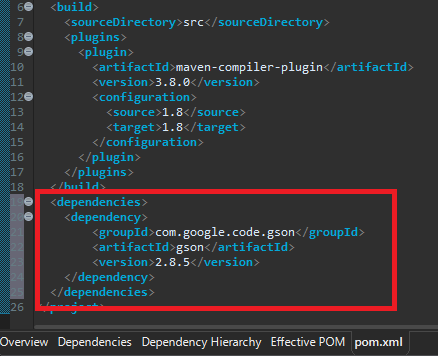 6 <build>
7 <sourceDirectory>src</sourceDirectory>
8 <plugins>
9 <plugin>
10 <artifactId>maven-compiler-plugin</artifactId>
11 <version>3.8.0</version>
12 <configuration>
13 <source>1.8</source>
14 <target>1.8</target>
15 </configuration>
16 </plugin>
17 </plugins>
18 </build>
<dependencies>
<dependency>
<groupId>com.google.code.gson</groupId>
<artifactId>gson</artifactId>
<version>2.8.5</version>
</dependency>
</dependencies>
26 </project>
Overview Dependencies Dependency Hierarchy Effective POM pom.xml